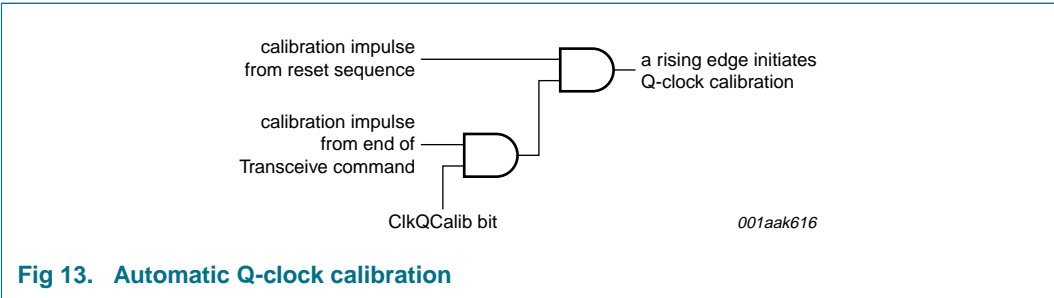 calibration impulse
from reset sequence
a rising edge initiates
Q-clock calibration
calibration impulse
from end of
Transceive command
ClkQCalib bit
001aak616
Fig 13. Automatic Q-clock calibration